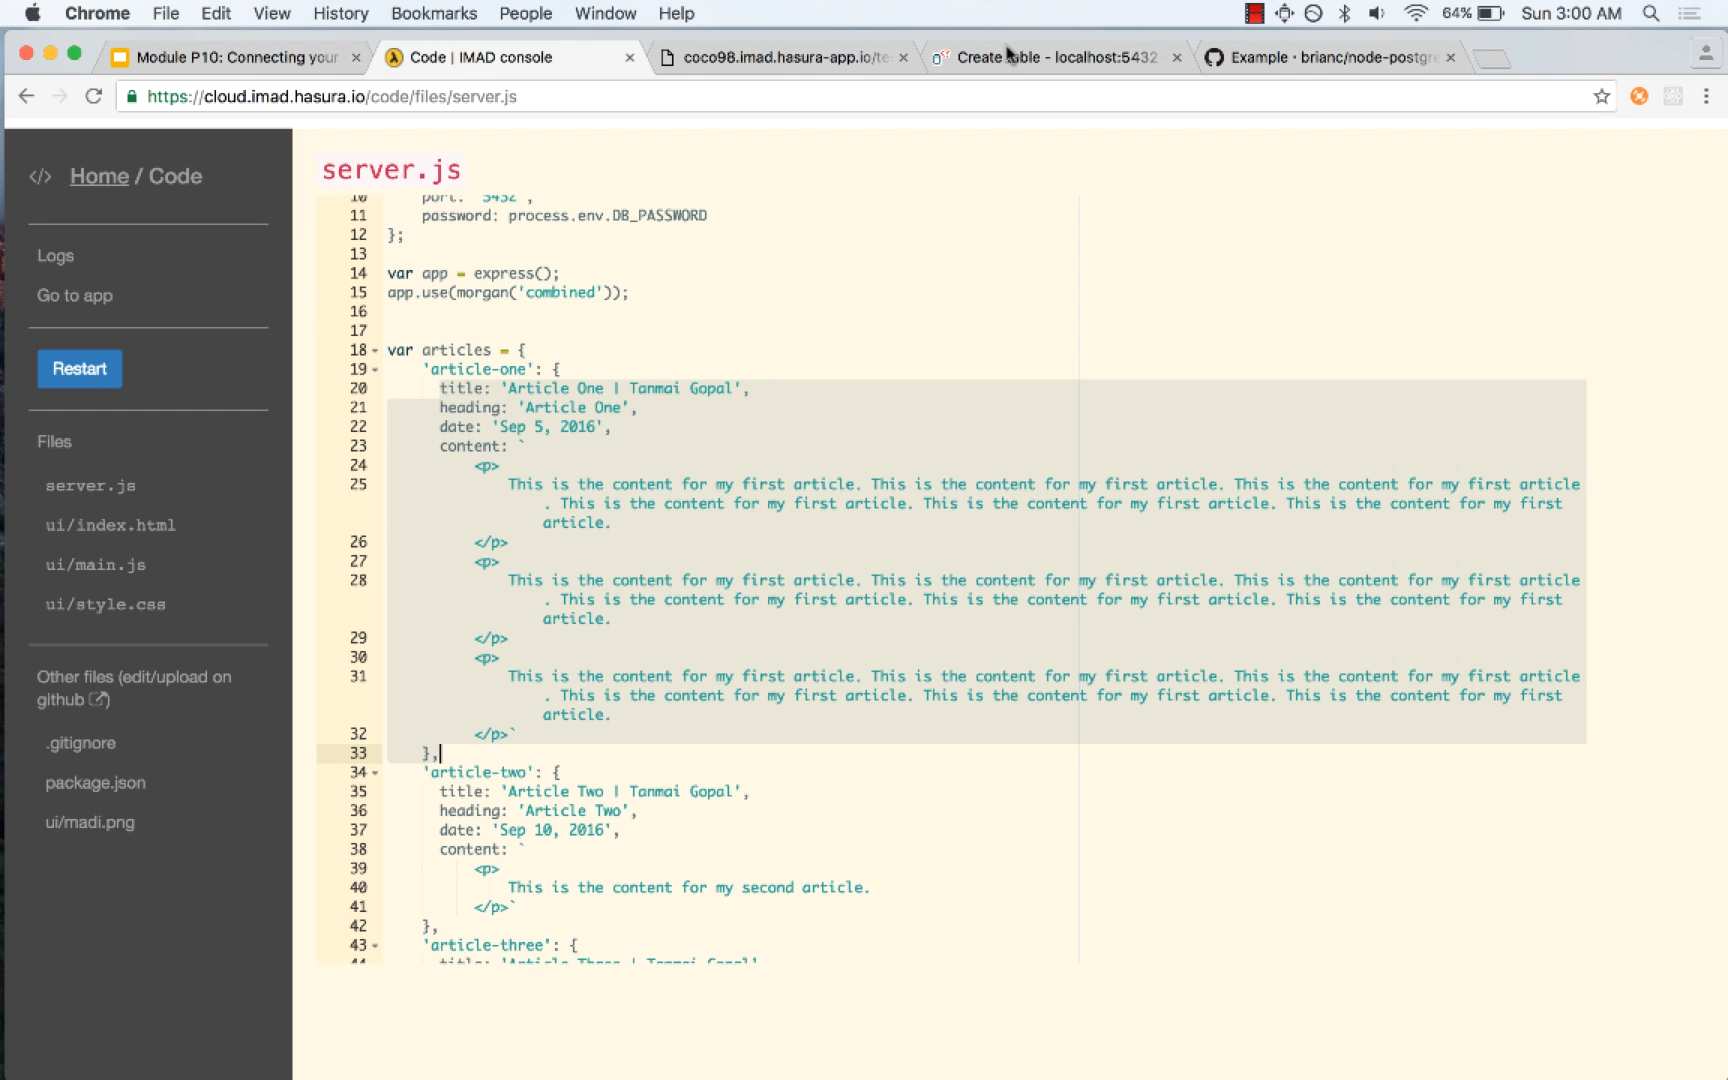 Chrome File Edit View History Bookmarks People Window Help 64% Sun 3:00 AM
Module P10: Connecting your Code | IMAD console coco98.imad.hasura-app.io/te Create table - localhost:5432 Example · brianc/node-postgre
https://cloud.imad.hasura.io/code/files/server.js
</> Home / Code
Logs
Go to app
Restart
Files
server.js
ui/index.html
ui/main.js
ui/style.css
Other files (edit/upload on
github )
.gitignore
package.json
ui/madi.png
server.js
10 port: '5432',
11 password: process.env.DB_PASSWORD
12 };
13
14 var app = express();
15 app.use(morgan('combined'));
16
17
18 var articles = {
19 'article-one': {
20 title: 'Article One | Tanmai Gopal',
21 heading: 'Article One',
22 date: 'Sep 5, 2016',
23 content: `
24 <p>
25 This is the content for my first article. This is the content for my first article. This is the content for my first article
. This is the content for my first article. This is the content for my first article. This is the content for my first
article.
26 </p>
27 <p>
28 This is the content for my first article. This is the content for my first article. This is the content for my first article
. This is the content for my first article. This is the content for my first article. This is the content for my first
article.
29 </p>
30 <p>
31 This is the content for my first article. This is the content for my first article. This is the content for my first article
. This is the content for my first article. This is the content for my first article. This is the content for my first
article.
32 </p>`
33 },
34 'article-two': {
35 title: 'Article Two | Tanmai Gopal',
36 heading: 'Article Two',
37 date: 'Sep 10, 2016',
38 content: `
39 <p>
40 This is the content for my second article.
41 </p>`
42 },
43 'article-three': {
44 title: 'Article Three | Tanmai Gopal'